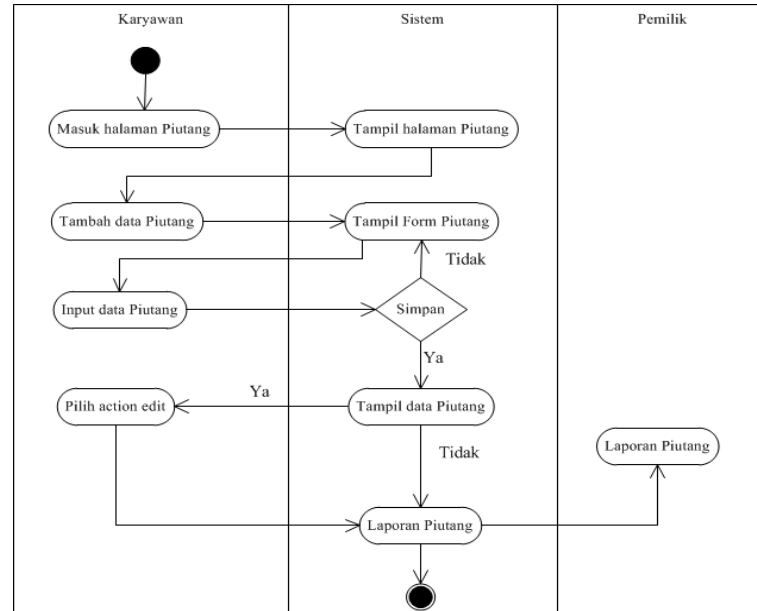 Karyawan
Sistem
Pemilik
Masuk halaman Piutang
Tampil halaman Piutang
Tambah data Piutang
Tampil Form Piutang
Tidak
Input data Piutang
Simpan
Ya
Pilih action edit
Ya
Tampil data Piutang
Tidak
Laporan Piutang
Laporan Piutang